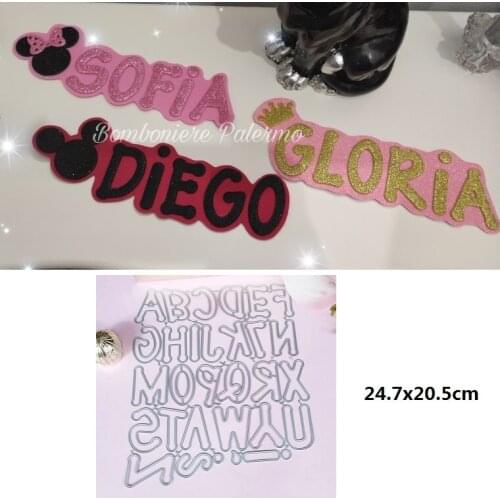 SOFiA
Bomboniere Palermo
GLORiA
DiEGO
A B C D E F
G H I J K L N
M O P Q R X
S T V A W Y U
Z , S . ! i
24.7x20.5cm